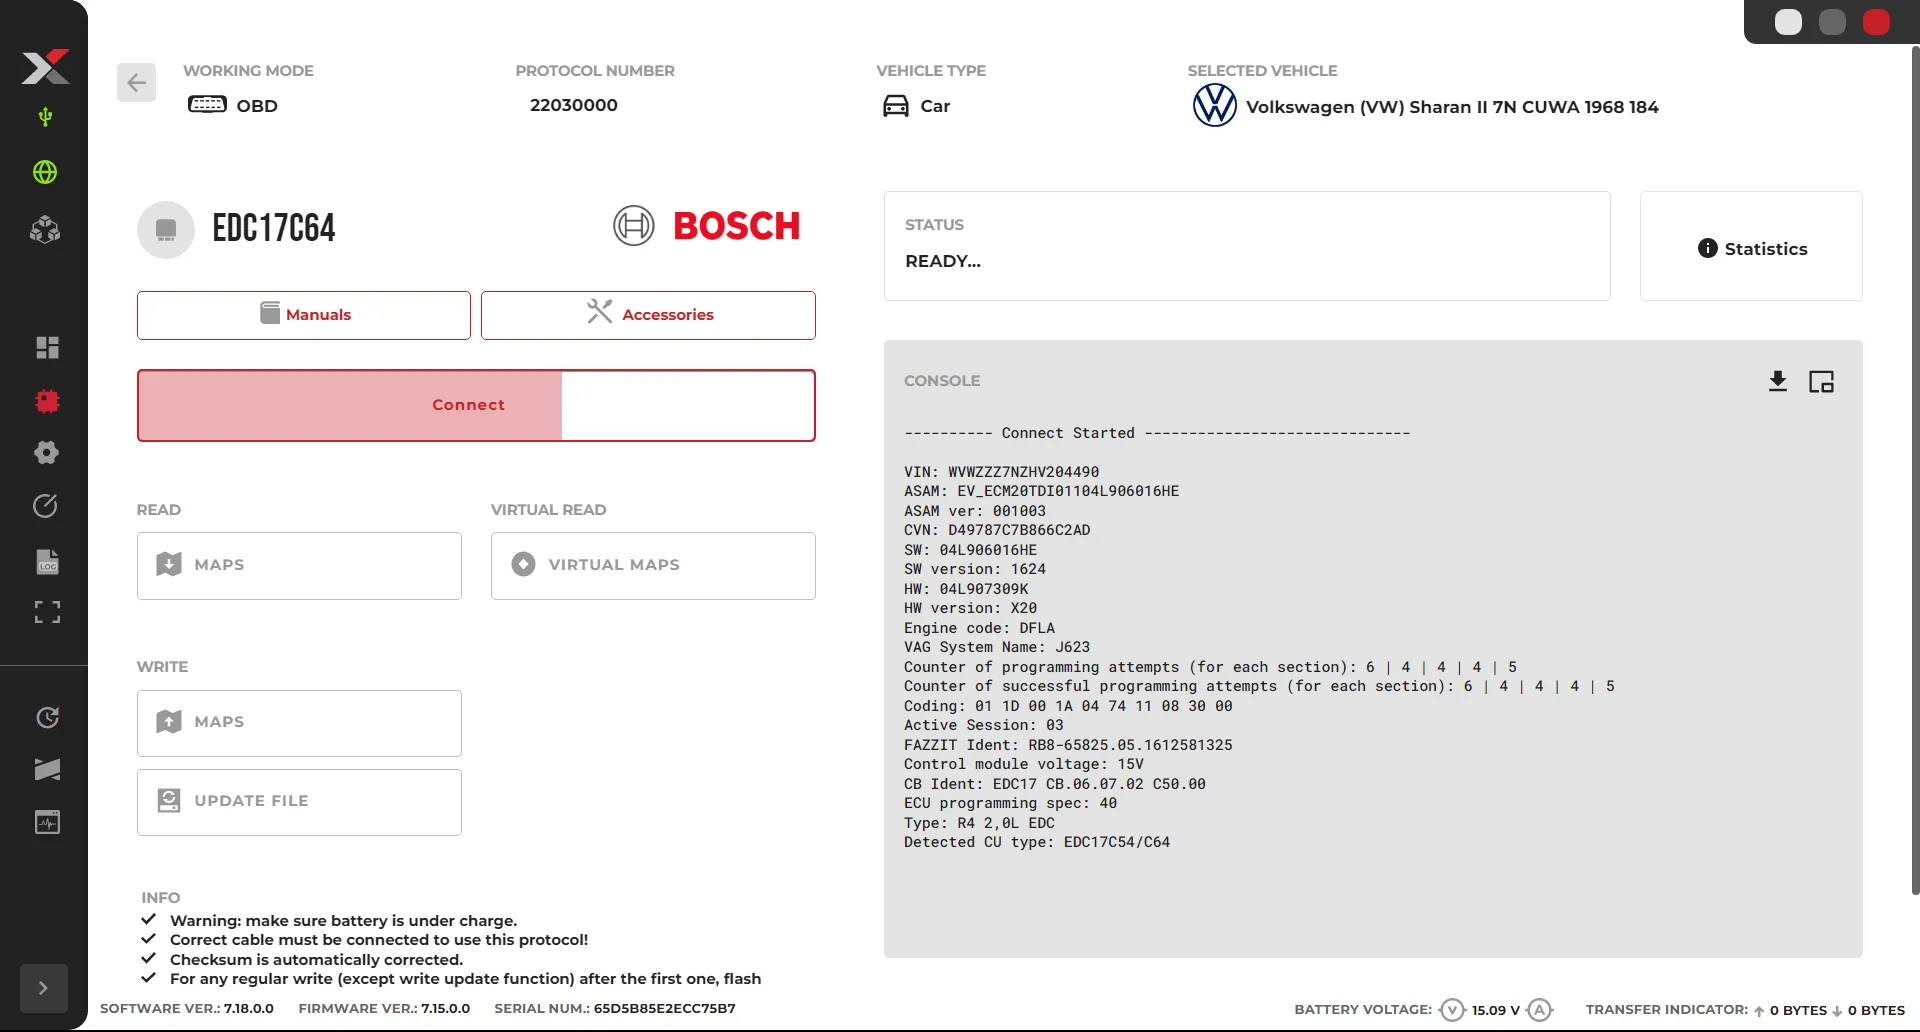 WORKING MODE
OBD
PROTOCOL NUMBER
22030000
VEHICLE TYPE
Car
SELECTED VEHICLE
Volkswagen (VW) Sharan II 7N CUWA 1968 184
EDC17C64
BOSCH
Manuals
Accessories
Connect
READ
MAPS
VIRTUAL READ
VIRTUAL MAPS
WRITE
MAPS
UPDATE FILE
INFO
Warning: make sure battery is under charge.
Correct cable must be connected to use this protocol!
Checksum is automatically corrected.
For any regular write (except write update function) after the first one, flash
STATUS
READY...
Statistics
CONSOLE
---------- Connect Started ------------------------------
VIN: WVWZZZ7NZHV204490
ASAM: EV_ECM20TDI01104L906016HE
ASAM ver: 001003
CVN: D49787C7B866C2AD
SW: 04L906016HE
SW version: 1624
HW: 04L907309K
HW version: X20
Engine code: DFLA
VAG System Name: J623
Counter of programming attempts (for each section): 6 | 4 | 4 | 4 | 5
Counter of successful programming attempts (for each section): 6 | 4 | 4 | 4 | 5
Coding: 01 1D 00 1A 04 74 11 08 30 00
Active Session: 03
FAZZIT Ident: RB8-65825.05.1612581325
Control module voltage: 15V
CB Ident: EDC17 CB.06.07.02 C50.00
ECU programming spec: 40
Type: R4 2,0L EDC
Detected CU type: EDC17C54/C64
LOG
SOFTWARE VER.: 7.18.0.0
FIRMWARE VER.: 7.15.0.0
SERIAL NUM.: 65D5B85E2ECC75B7
BATTERY VOLTAGE: V 15.09 V A
TRANSFER INDICATOR: 0 BYTES 0 BYTES